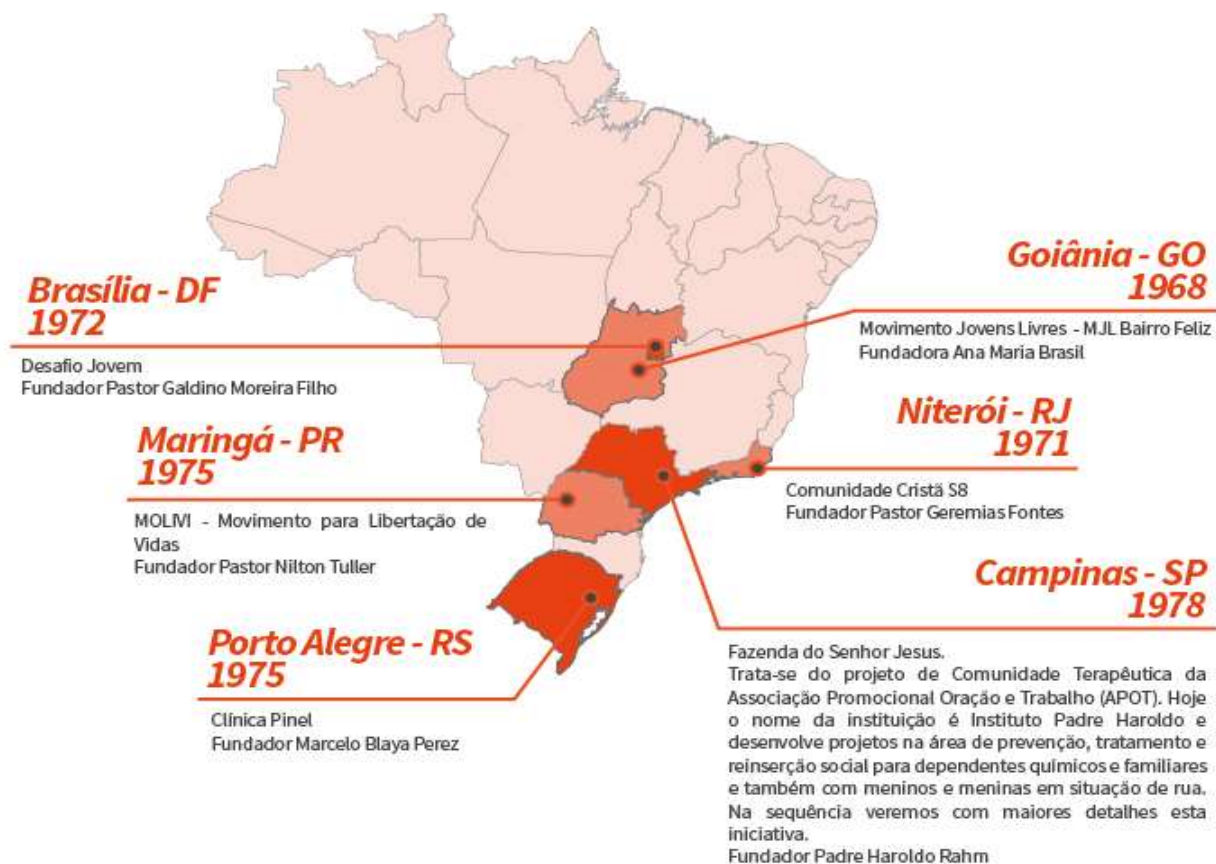 Brasília - DF
1972
Desafio Jovem
Fundador Pastor Galdino Moreira Filho
Goiânia - GO
1968
Movimento Jovens Livres - MJL Bairro Feliz
Fundadora Ana Maria Brasil
Maringá - PR
1975
MOLIVI - Movimento para Libertação de
Vidas
Fundador Pastor Nilton Tuller
Niterói - RJ
1971
Comunidade Cristã S8
Fundador Pastor Geremias Fontes
Porto Alegre - RS
1975
Clínica Pinel
Fundador Marcelo Blaya Perez
Campinas - SP
1978
Fazenda do Senhor Jesus.
Trata-se do projeto de Comunidade Terapêutica da
Associação Promocional Oração e Trabalho (APOT). Hoje
o nome da instituição é Instituto Padre Haroldo e
desenvolve projetos na área de prevenção, tratamento e
reinserção social para dependentes químicos e familiares
e também com meninos e meninas em situação de rua.
Na sequência veremos com maiores detalhes esta
iniciativa.
Fundador Padre Haroldo Rahm